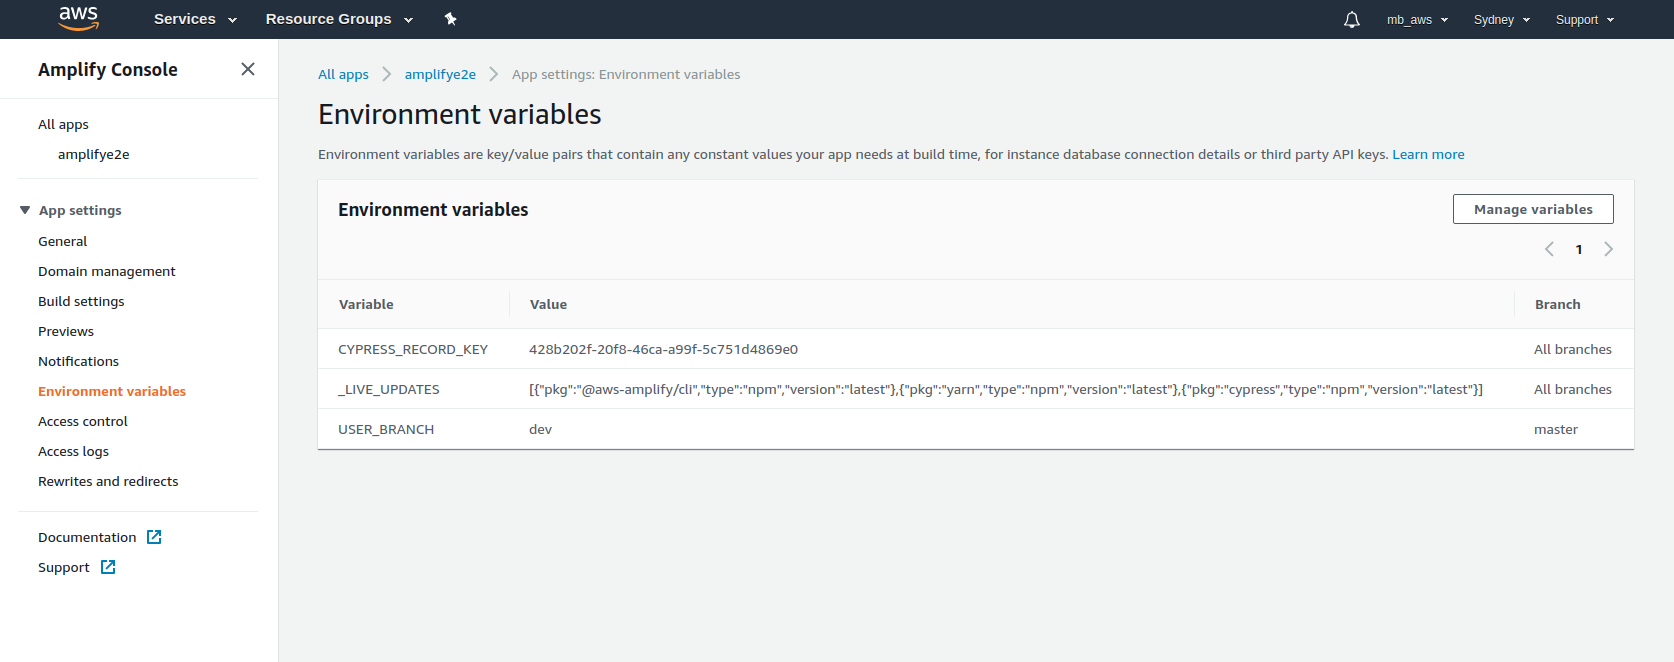 aws Services Resource Groups mb_aws Sydney Support
Amplify Console
All apps
amplifye2e
App settings
General
Domain management
Build settings
Previews
Notifications
Environment variables
Access control
Access logs
Rewrites and redirects
Documentation
Support
All apps amplifye2e App settings: Environment variables
Environment variables
Environment variables are key/value pairs that contain any constant values your app needs at build time, for instance database connection details or third party API keys. Learn more
Environment variables Manage variables
1
Variable Value Branch
CYPRESS_RECORD_KEY 428b202f-20f8-46ca-a99f-5c751d4869e0 All branches
_LIVE_UPDATES [{"pkg":"@aws-amplify/cli","type":"npm","version":"latest"},{"pkg":"yarn","type":"npm","version":"latest"},{"pkg":"cypress","type":"npm","version":"latest"}] All branches
USER_BRANCH dev master